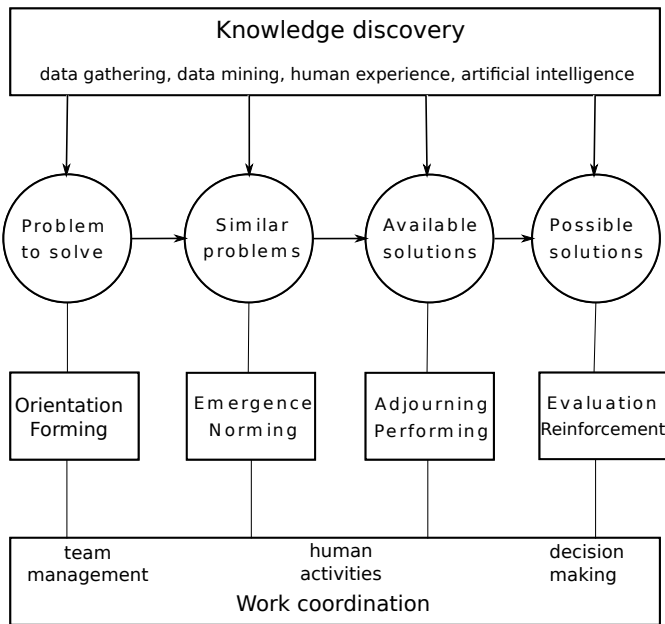 Knowledge discovery
data gathering, data mining, human experience, artificial intelligence
Problem
to solve
Similar
problems
Available
solutions
Possible
solutions
Orientation
Forming
Emergence
Norming
Adjourning
Performing
Evaluation
Reinforcement
team
management
human
activities
decision
making
Work coordination